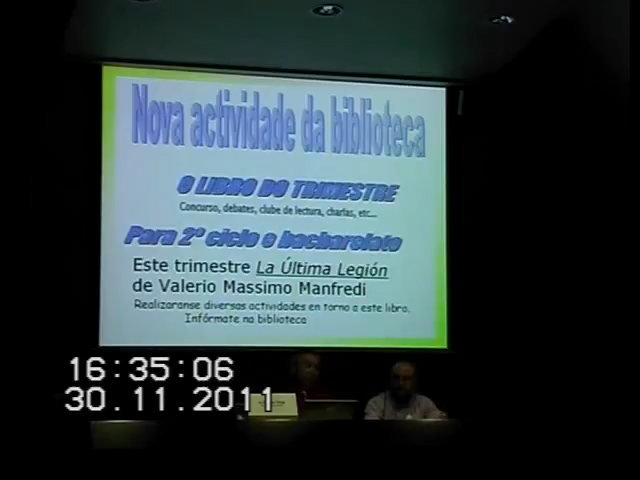 Nova actividade da biblioteca
O LIBRO DO TRIMESTRE
Concurso, debates, clube de lectura, charlas, etc...
Para 2º ciclo e bacharelato
Este trimestre La Última Legión
de Valerio Massimo Manfredi
Realizaranse diversas actividades en torno a este libro.
Infórmate na biblioteca
16:35:06
30.11.2011